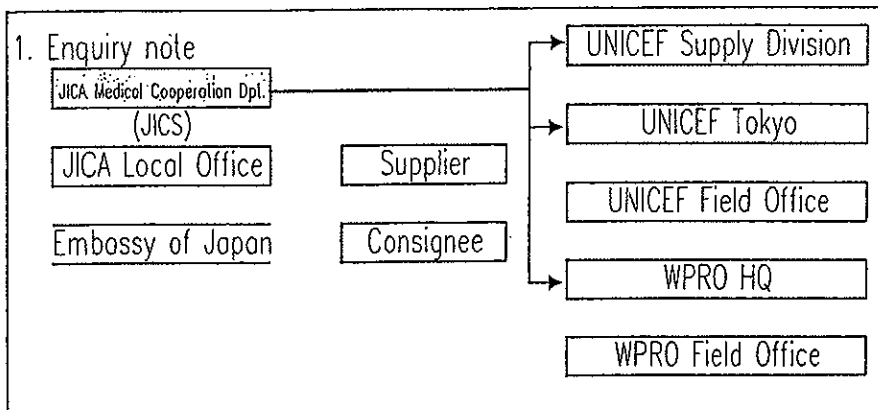 1. Enquiry note
JICA Medical Cooperation Dpt.
(JICS)
JICA Local Office
Embassy of Japan
Supplier
Consignee
UNICEF Supply Division
UNICEF Tokyo
UNICEF Field Office
WPRO HQ
WPRO Field Office